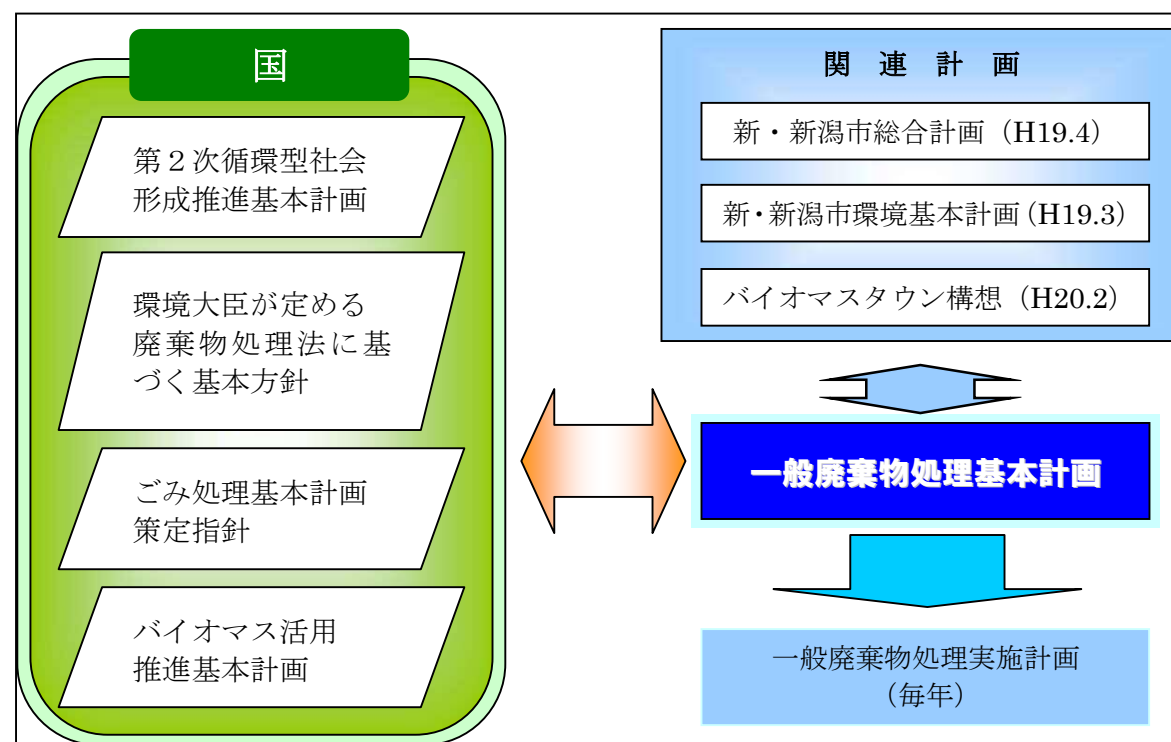 国
第２次循環型社会
形成推進基本計画
環境大臣が定める
廃棄物処理法に基
づく基本方針
ごみ処理基本計画
策定指針
バイオマス活用
推進基本計画
関連計画
新・新潟市総合計画（H19.4）
新・新潟市環境基本計画（H19.3）
バイオマスタウン構想（H20.2）
一般廃棄物処理基本計画
一般廃棄物処理実施計画
（毎年）